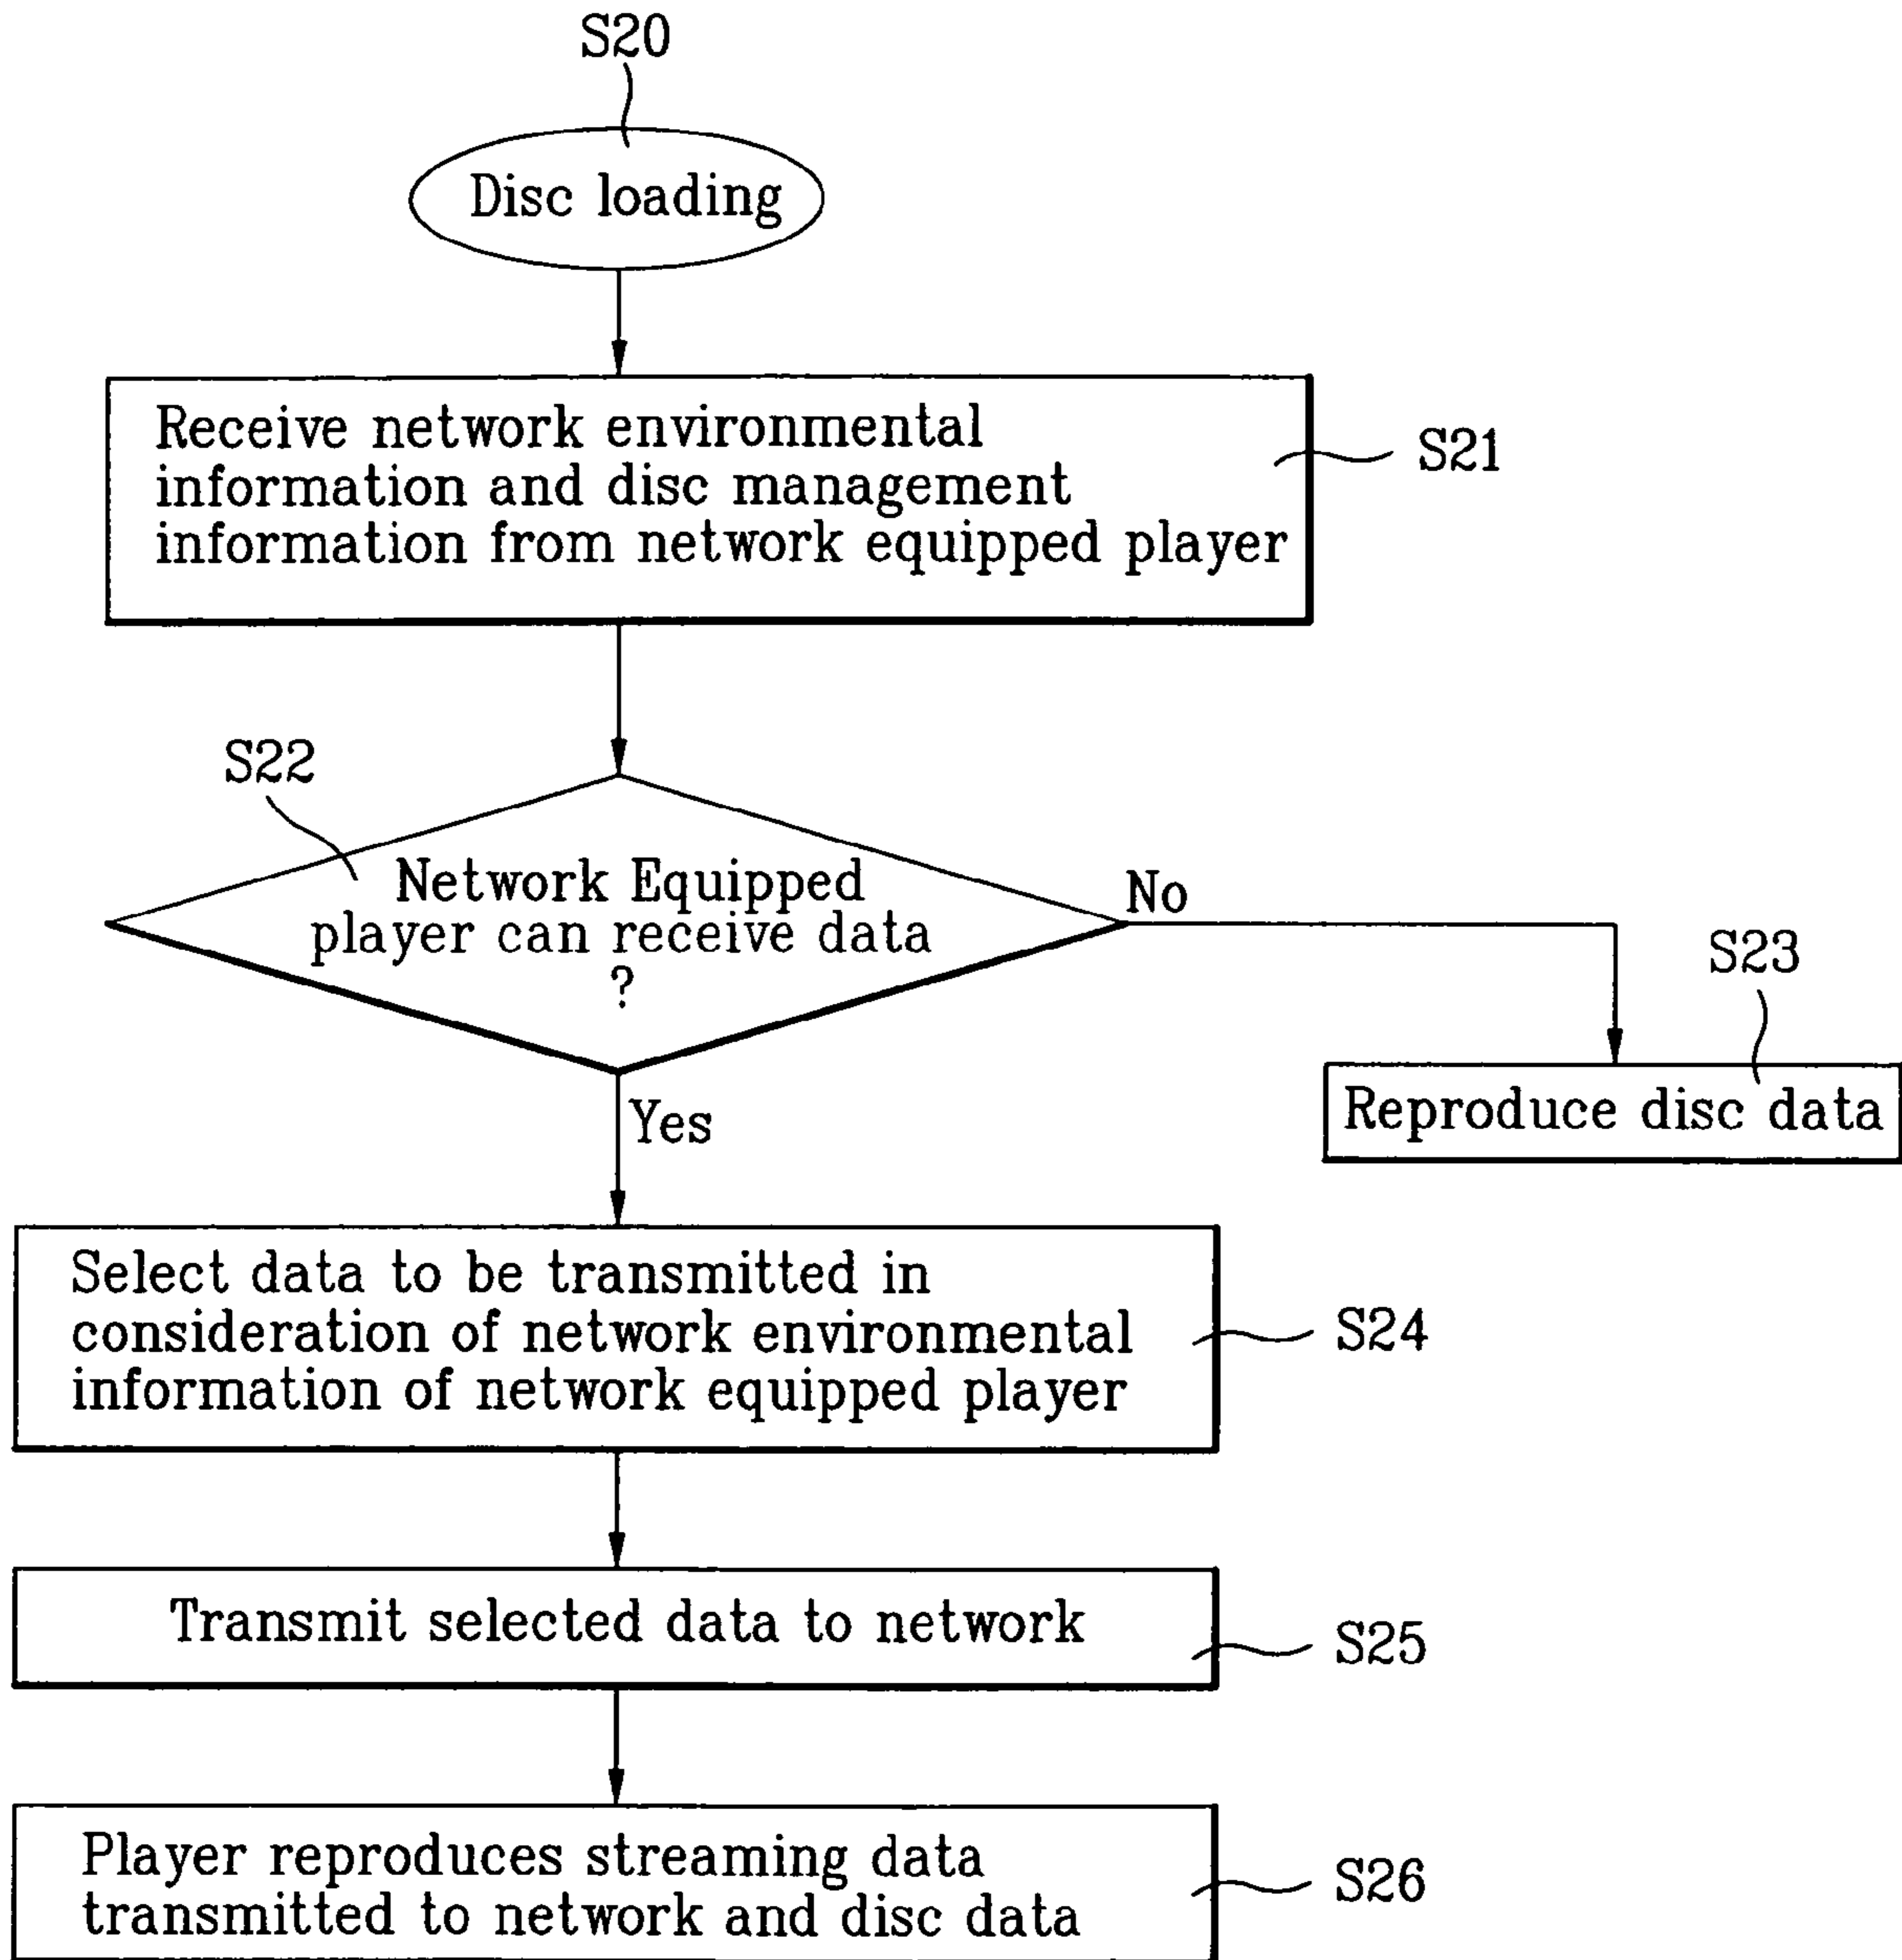 S20
Disc loading
Receive network environmental
information and disc management
information from network equipped player
S21
S22
Network Equipped
player can receive data
?
No
S23
Reproduce disc data
Yes
Select data to be transmitted in
consideration of network environmental
information of network equipped player
S24
Transmit selected data to network
S25
Player reproduces streaming data
transmitted to network and disc data
S26